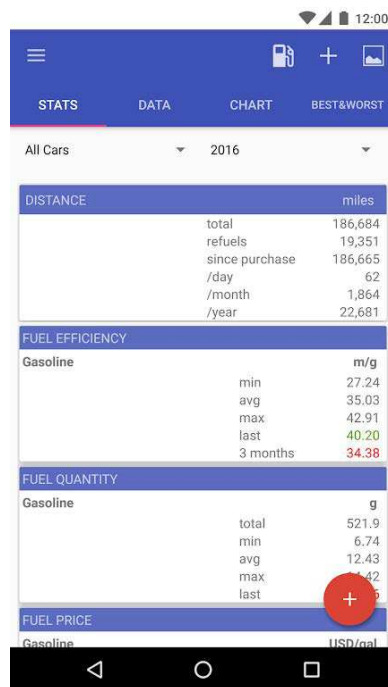 12:00
STATS DATA CHART BEST&WORST
All Cars 2016
DISTANCE miles
total 186,684
refuels 19,351
since purchase 186,665
/day 62
/month 1,864
/year 22,681
FUEL EFFICIENCY
Gasoline m/g
min 27.24
avg 35.03
max 42.91
last 40.20
3 months 34.38
FUEL QUANTITY
Gasoline g
total 521.9
min 6.74
avg 12.43
max
last
FUEL PRICE
Gasoline USD/gal